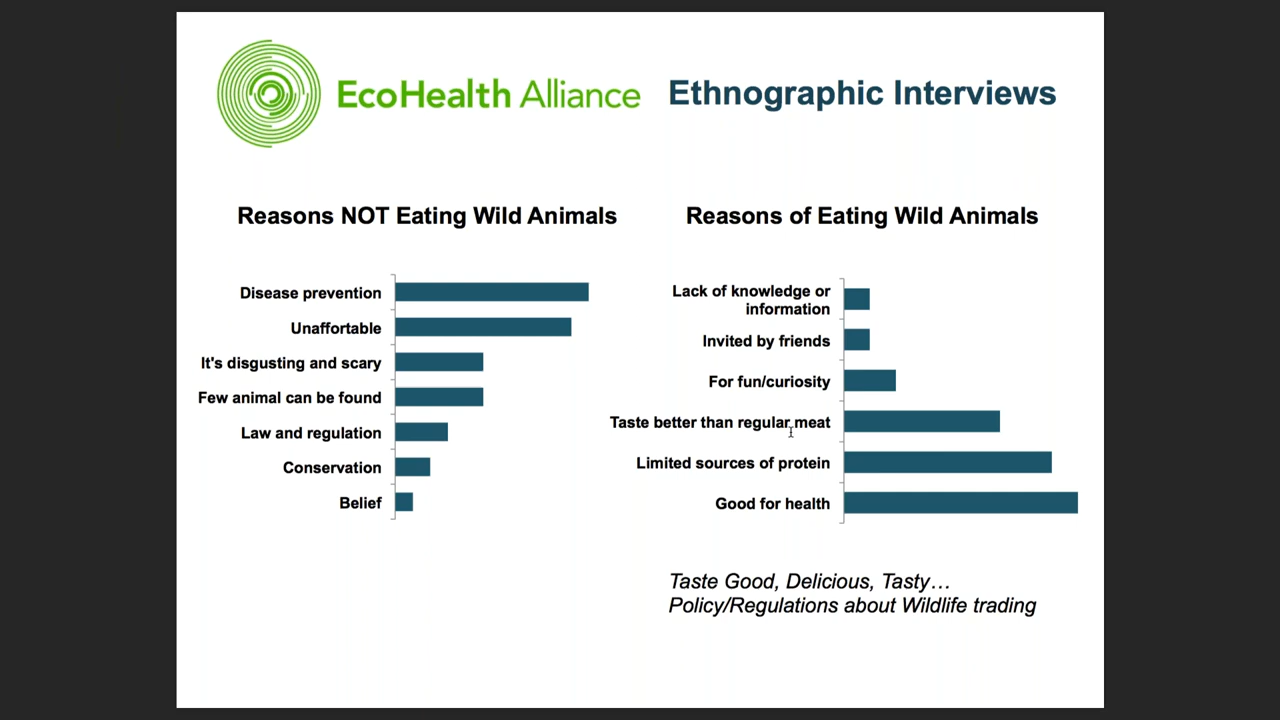 EcoHealth Alliance
Ethnographic Interviews
Reasons NOT Eating Wild Animals
Disease prevention
Unaffortable
It's disgusting and scary
Few animal can be found
Law and regulation
Conservation
Belief
Reasons of Eating Wild Animals
Lack of knowledge or
information
Invited by friends
For fun/curiosity
Taste better than regular meat
Limited sources of protein
Good for health
Taste Good, Delicious, Tasty…
Policy/Regulations about Wildlife trading